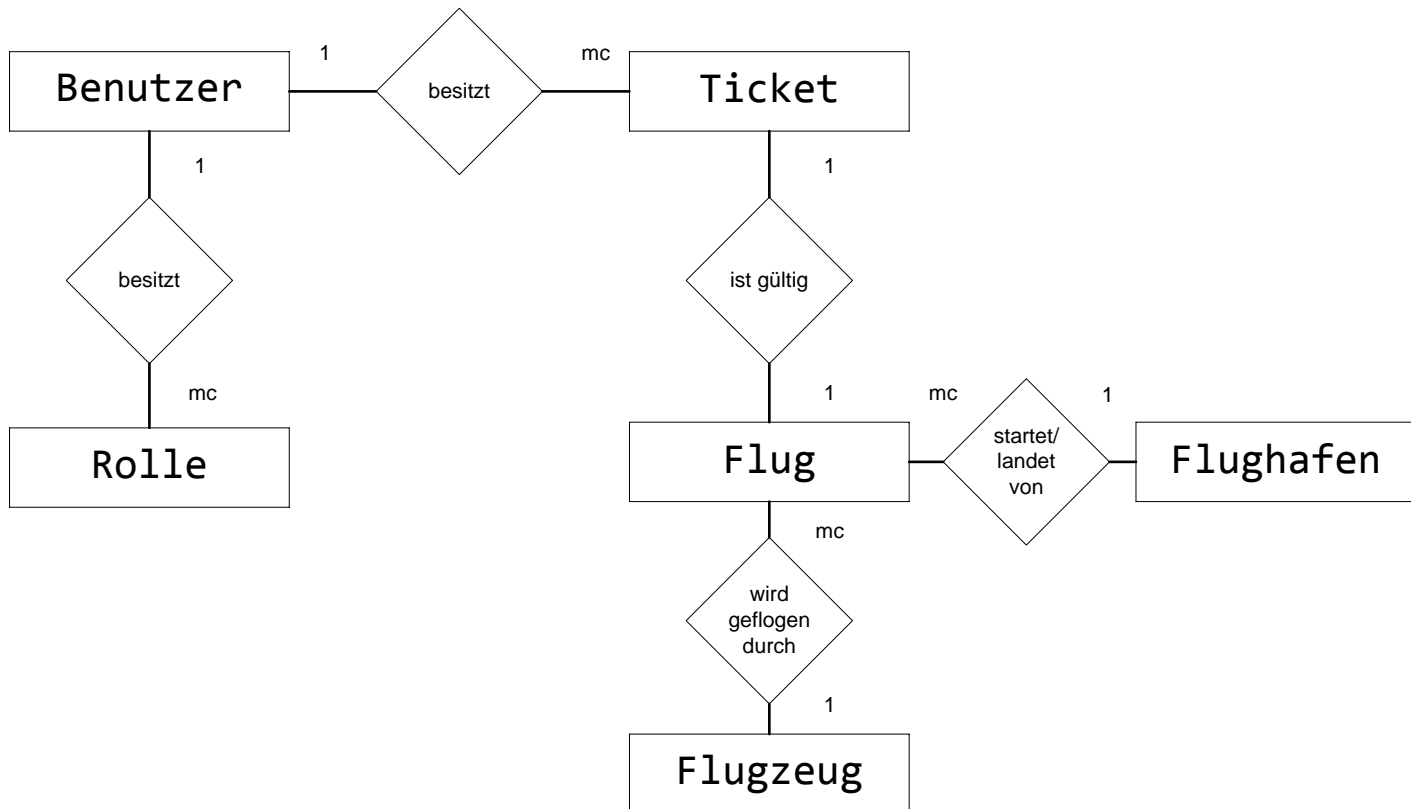 1
mc
Benutzer
besitzt
Ticket
1
1
besitzt
ist gültig
mc
1
mc
1
Rolle
Flug
startet/
landet
von
Flughafen
mc
wird
geflogen
durch
1
Flugzeug